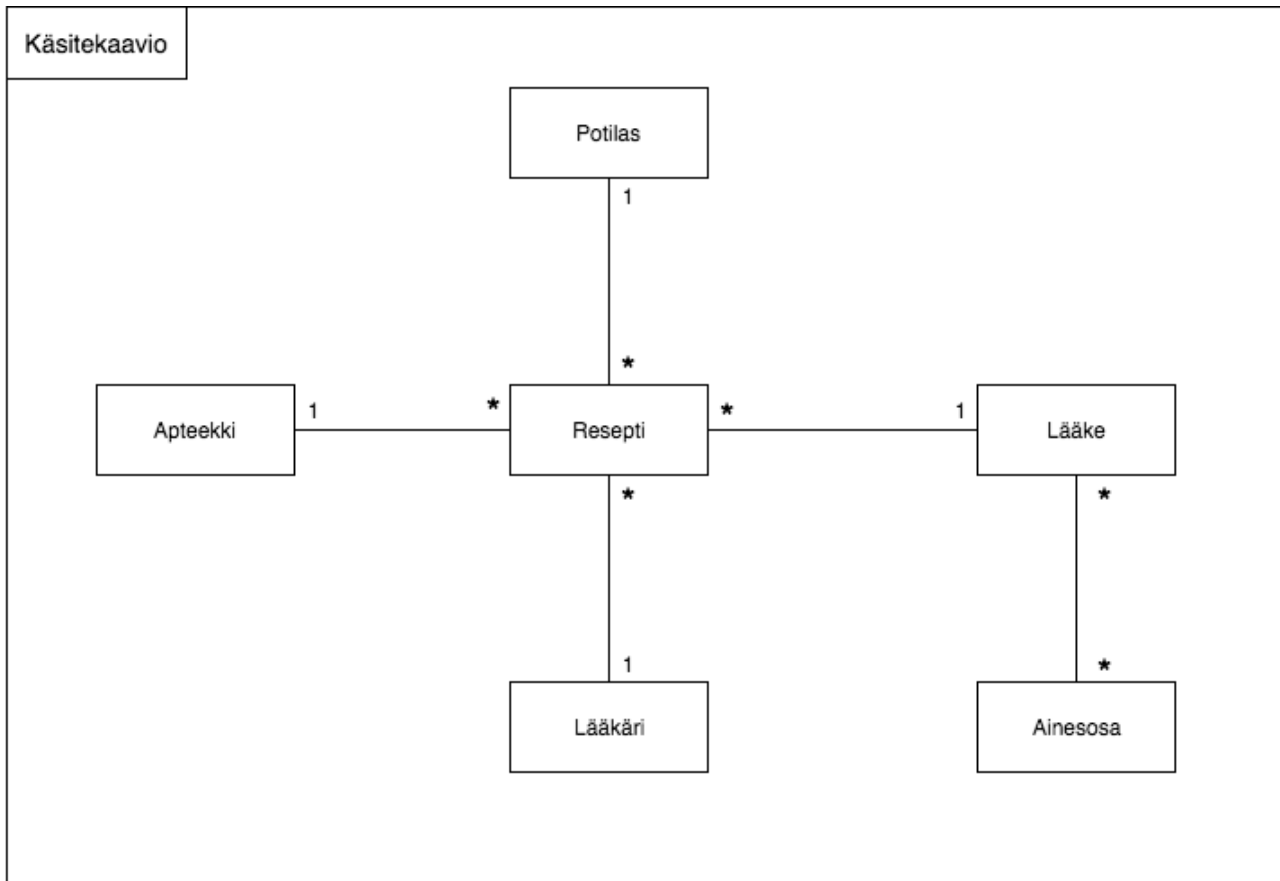 Käsitekaavio
Potilas
1
*
Apteekki
1
*
Resepti
*
1
Lääke
*
*
1
*
Lääkäri
Ainesosa